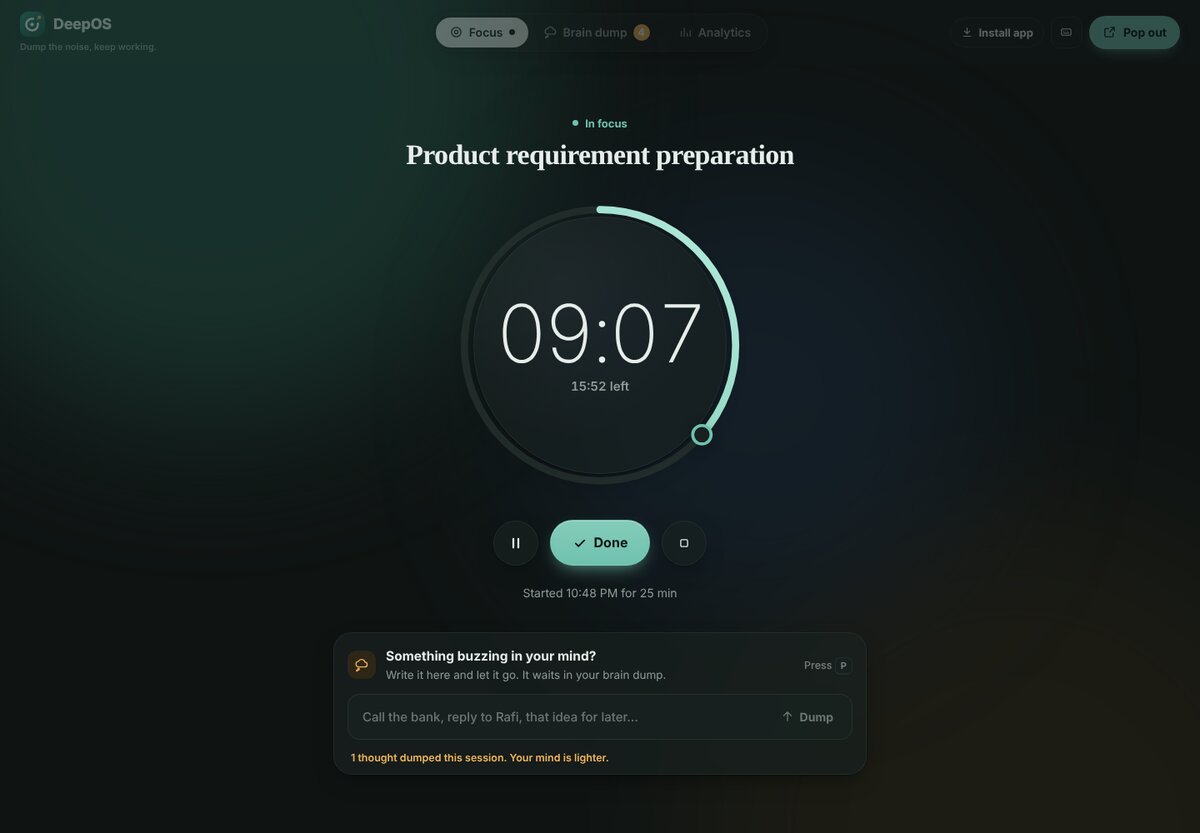 DeepOS
Dump the noise, keep working.
Focus
Brain dump 4
Analytics
Install app
Pop out
In focus
Product requirement preparation
09:07
15:52 left
Done
Started 10:48 PM for 25 min
Something buzzing in your mind?
Write it here and let it go. It waits in your brain dump.
Press P
Call the bank, reply to Rafi, that idea for later...
Dump
1 thought dumped this session. Your mind is lighter.